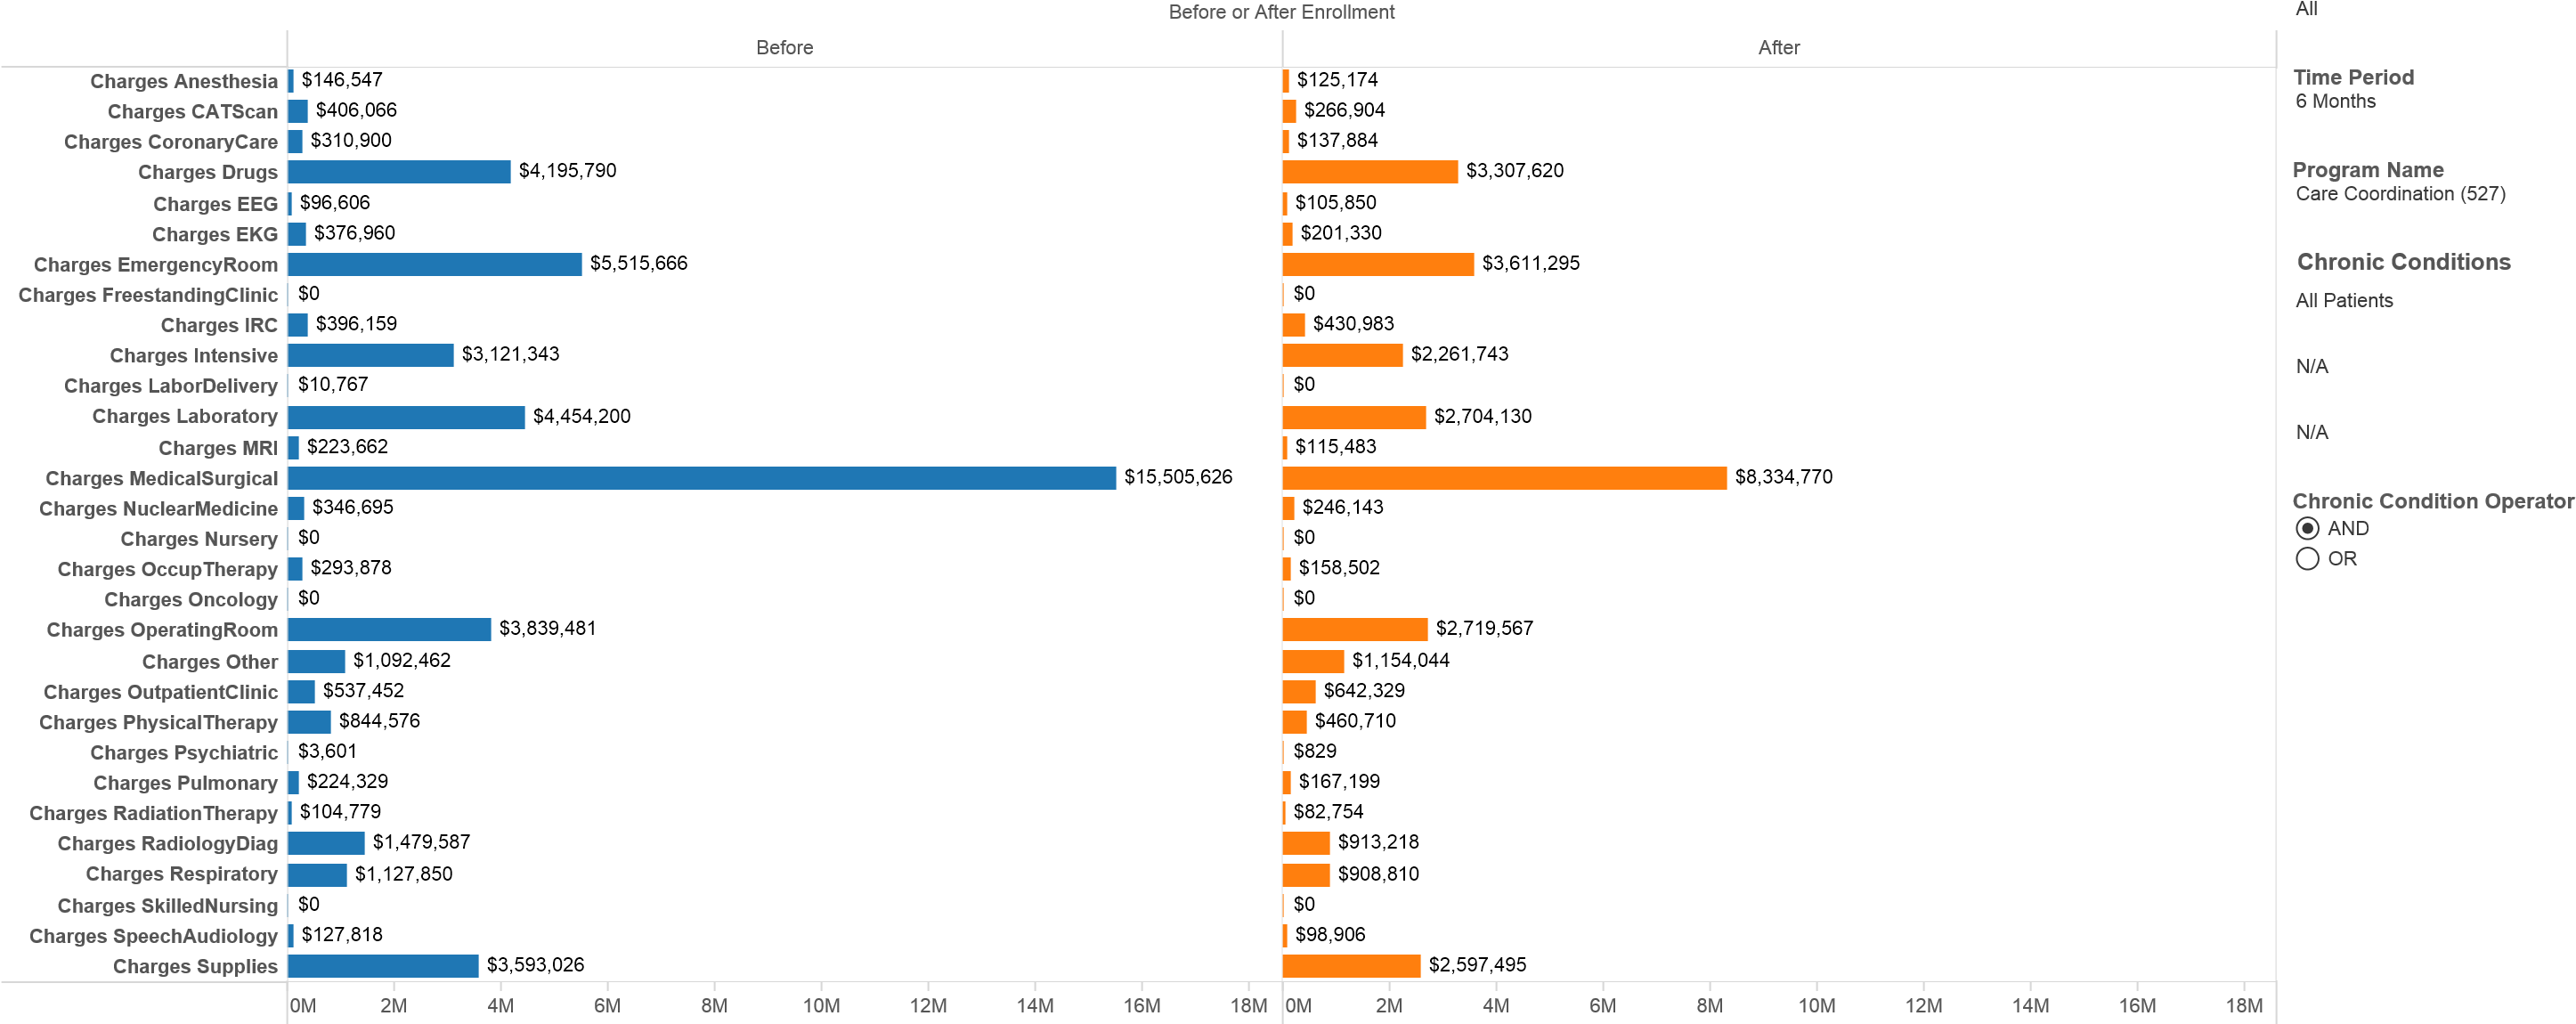 Before or After Enrollment
Before After
Charges Anesthesia $146,547 $125,174
Charges CATScan $406,066 $266,904
Charges CoronaryCare $310,900 $137,884
Charges Drugs $4,195,790 $3,307,620
Charges EEG $96,606 $105,850
Charges EKG $376,960 $201,330
Charges EmergencyRoom $5,515,666 $3,611,295
Charges FreestandingClinic $0 $0
Charges IRC $396,159 $430,983
Charges Intensive $3,121,343 $2,261,743
Charges LaborDelivery $10,767 $0
Charges Laboratory $4,454,200 $2,704,130
Charges MRI $223,662 $115,483
Charges MedicalSurgical $15,505,626 $8,334,770
Charges NuclearMedicine $346,695 $246,143
Charges Nursery $0 $0
Charges OccupTherapy $293,878 $158,502
Charges Oncology $0 $0
Charges OperatingRoom $3,839,481 $2,719,567
Charges Other $1,092,462 $1,154,044
Charges OutpatientClinic $537,452 $642,329
Charges PhysicalTherapy $844,576 $460,710
Charges Psychiatric $3,601 $829
Charges Pulmonary $224,329 $167,199
Charges RadiationTherapy $104,779 $82,754
Charges RadiologyDiag $1,479,587 $913,218
Charges Respiratory $1,127,850 $908,810
Charges SkilledNursing $0 $0
Charges SpeechAudiology $127,818 $98,906
Charges Supplies $3,593,026 $2,597,495
0M 2M 4M 6M 8M 10M 12M 14M 16M 18M 0M 2M 4M 6M 8M 10M 12M 14M 16M 18M
All
Time Period
6 Months
Program Name
Care Coordination (527)
Chronic Conditions
All Patients
N/A
N/A
Chronic Condition Operator
AND
OR